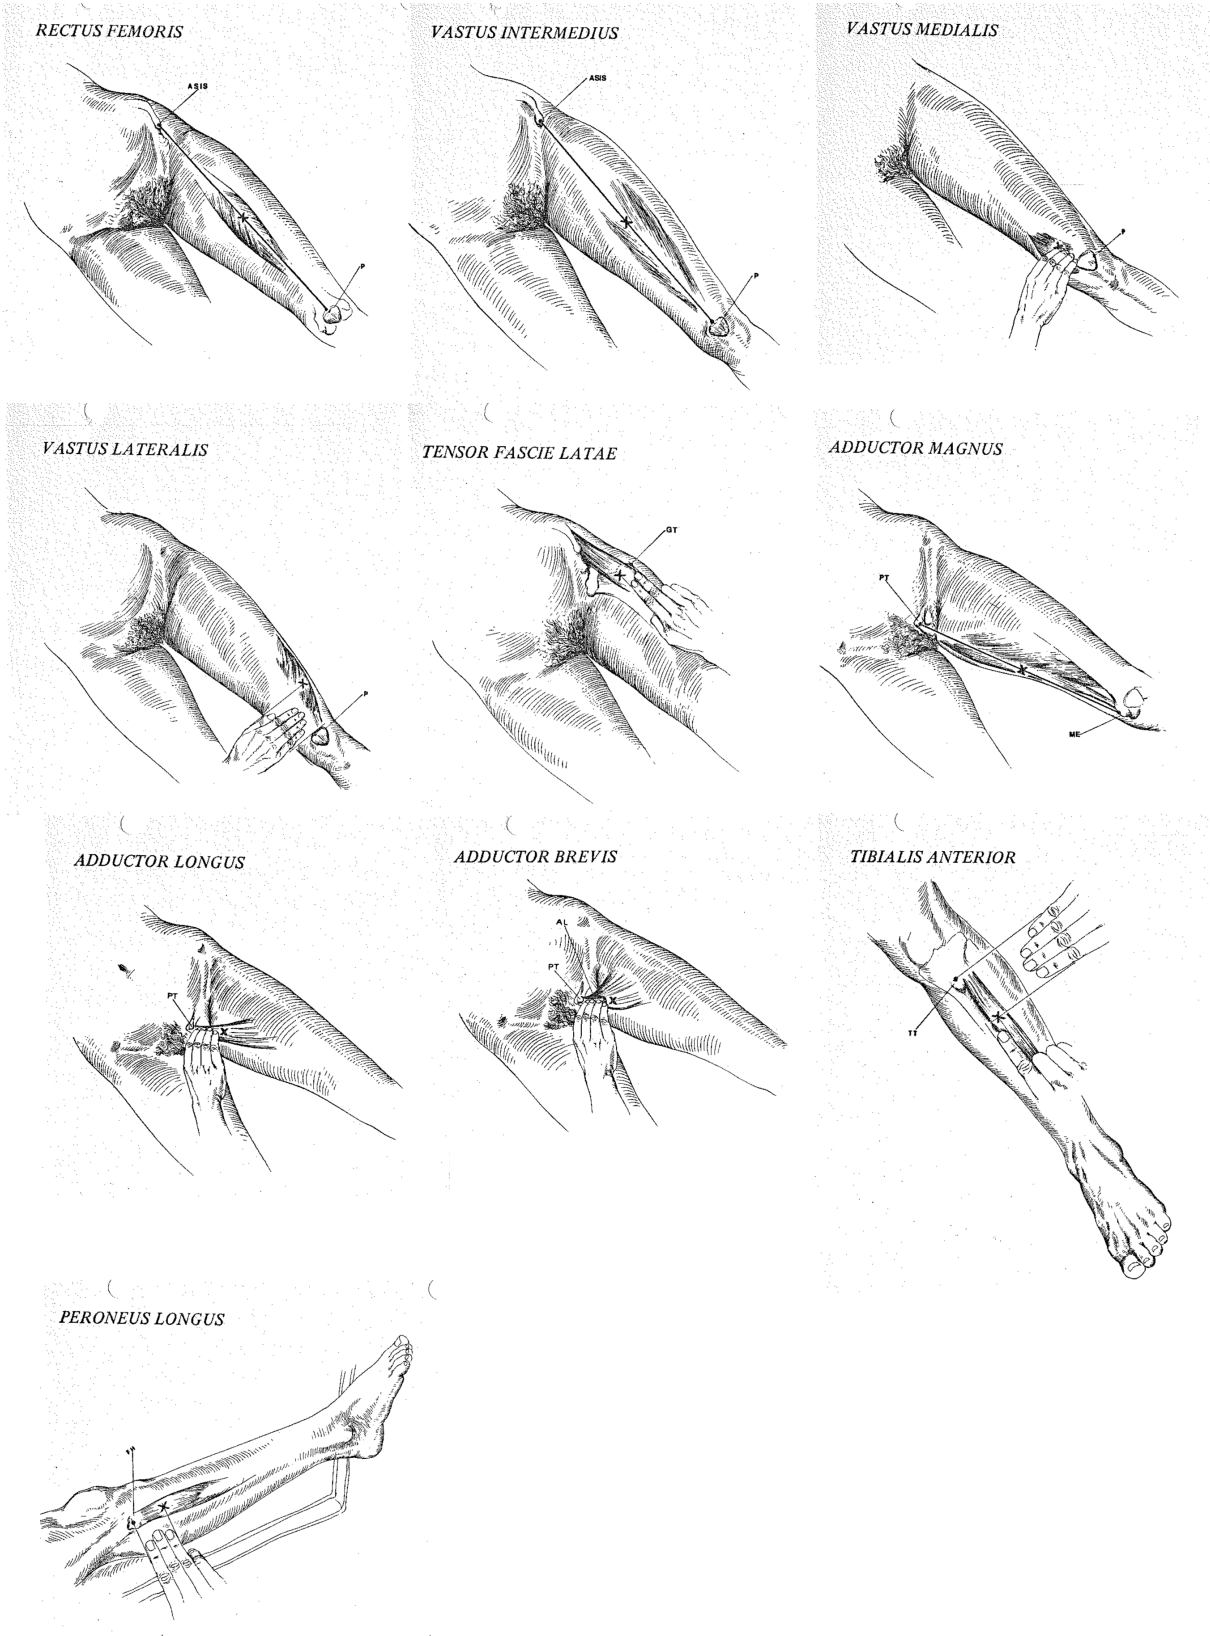 RECTUS FEMORIS
ASIS
P
VASTUS INTERMEDIUS
ASIS
P
VASTUS MEDIALIS
P
VASTUS LATERALIS
P
TENSOR FASCIE LATAE
GT
ADDUCTOR MAGNUS
PT
ME
ADDUCTOR LONGUS
PT
ADDUCTOR BREVIS
AL
PT
TIBIALIS ANTERIOR
TT
PERONEUS LONGUS